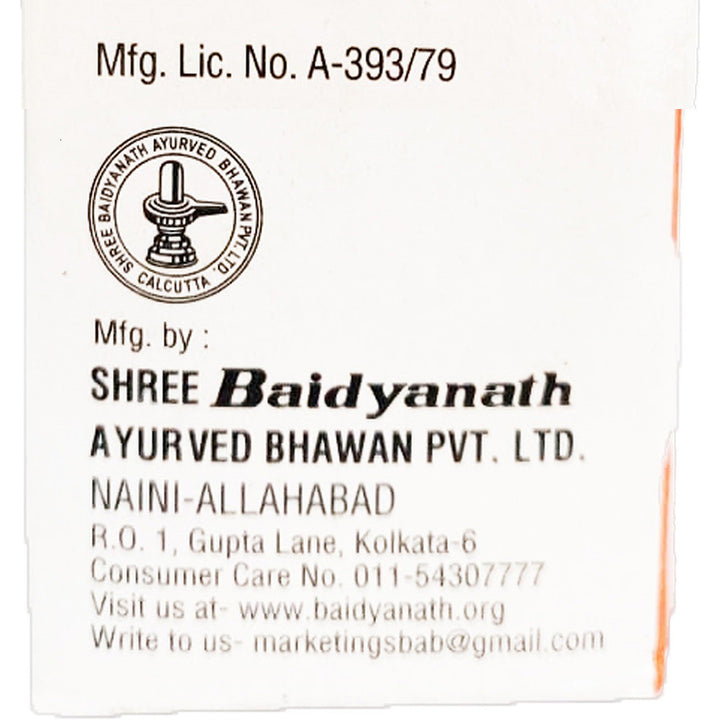 Mfg. Lic. No. A-393/79
SHREE BAIDYANATH AYURVED BHAWAN PVT. LTD.
CALCUTTA
Mfg. by :
SHREE Baidyanath
AYURVED BHAWAN PVT. LTD.
NAINI-ALLAHABAD
R.O. 1, Gupta Lane, Kolkata-6
Consumer Care No. 011-54307777
Visit us at- www.baidyanath.org
Write to us- marketingsbab@gmail.com